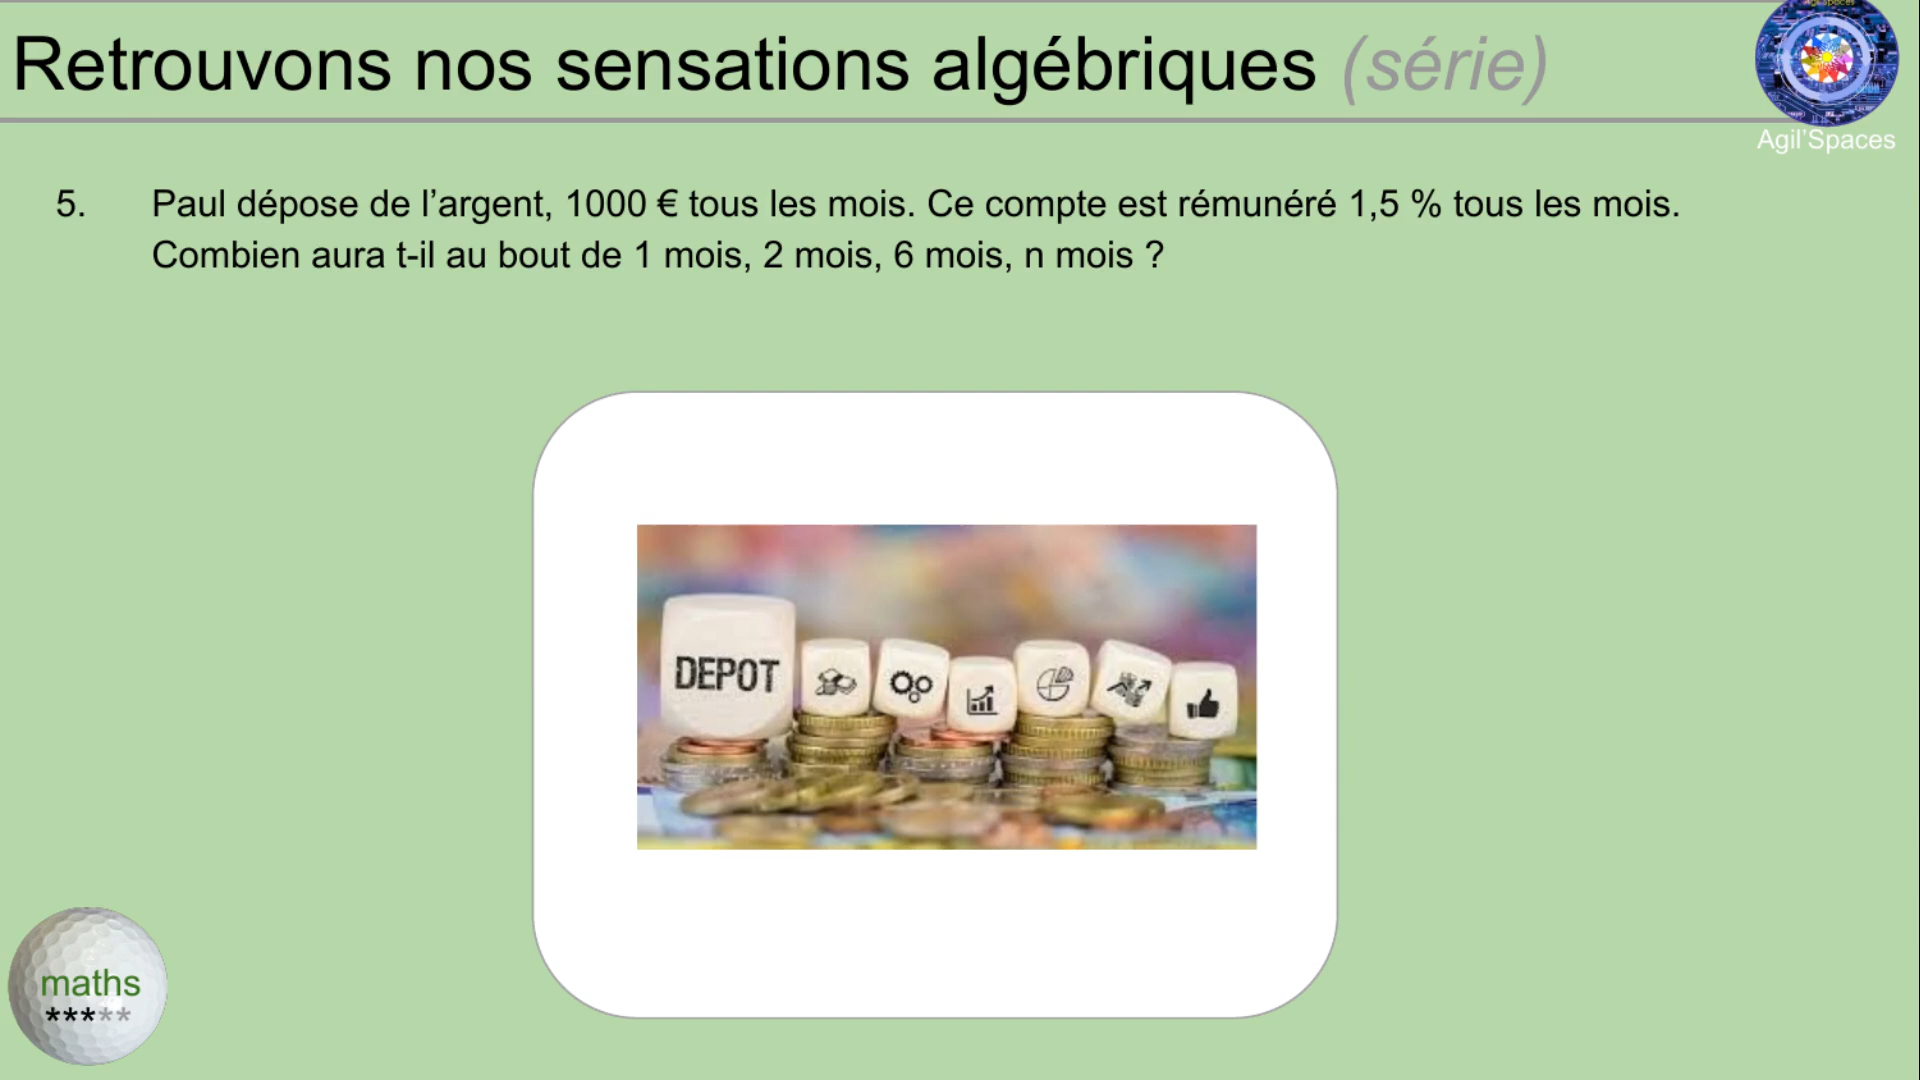 Retrouvons nos sensations algébriques (série)
Agil'Spaces
5. Paul dépose de l’argent, 1000 € tous les mois. Ce compte est rémunéré 1,5 % tous les mois.
Combien aura t-il au bout de 1 mois, 2 mois, 6 mois, n mois ?
DEPOT
maths
*****